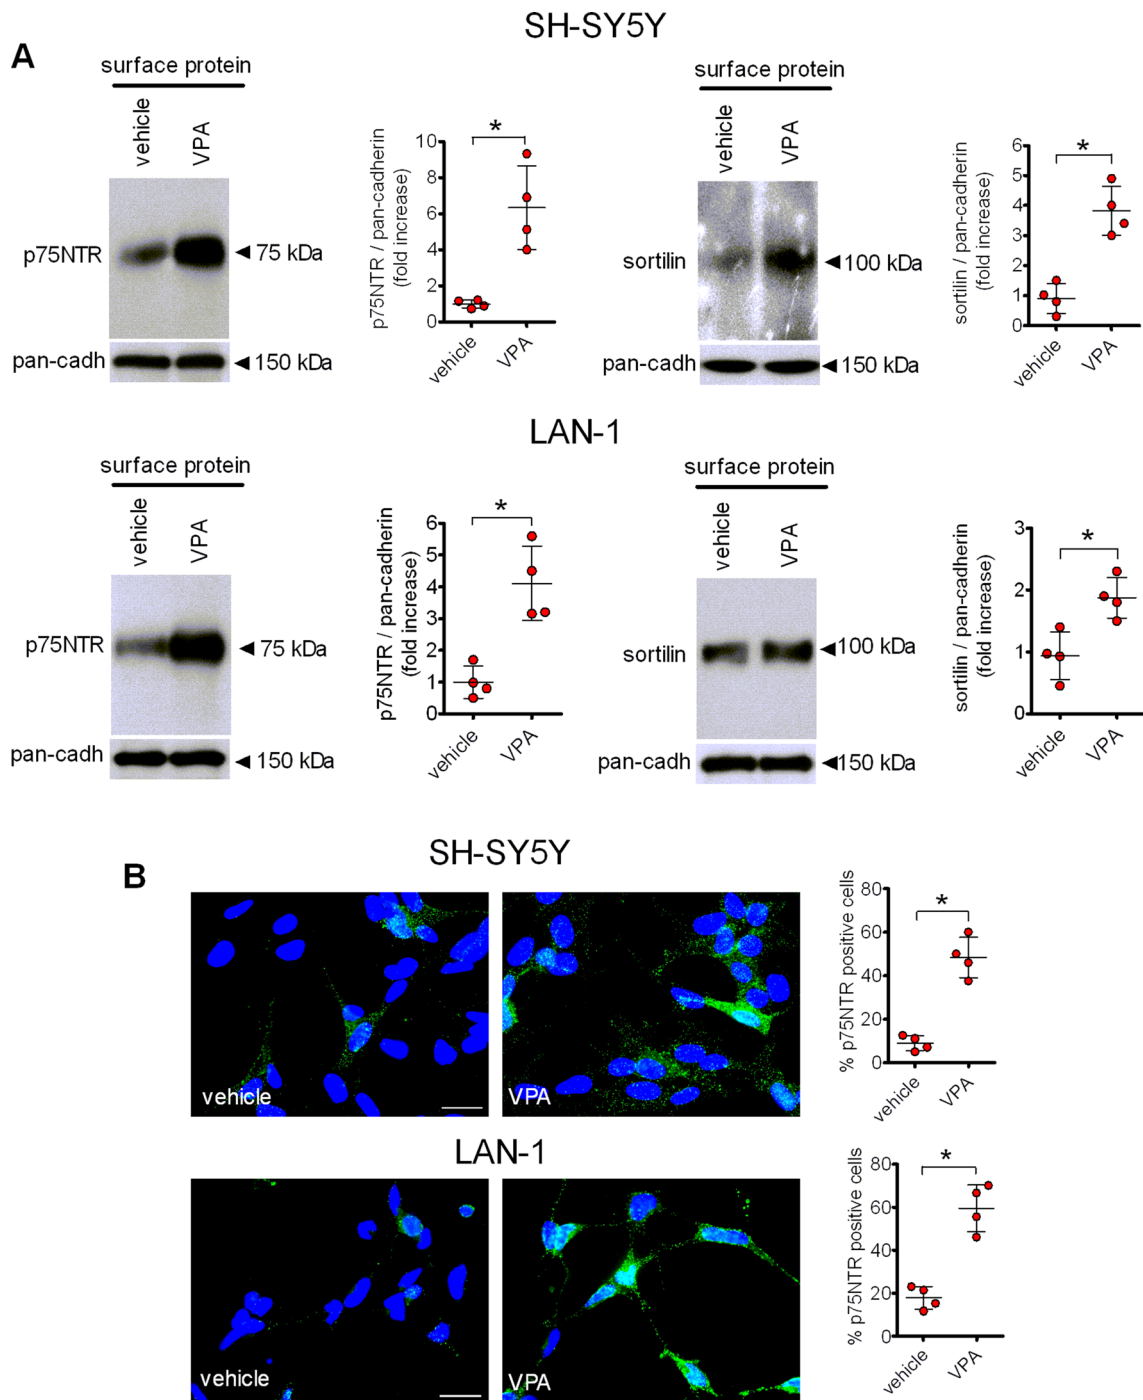 SH-SY5Y
A
surface protein
vehicle
VPA
p75NTR
75 kDa
pan-cadh
150 kDa
p75NTR / pan-cadherin
(fold increase)
10
8
6
4
2
0
*
vehicle
VPA
surface protein
vehicle
VPA
sortilin
100 kDa
pan-cadh
150 kDa
sortilin / pan-cadherin
(fold increase)
6
5
4
3
2
1
0
*
vehicle
VPA
LAN-1
surface protein
vehicle
VPA
p75NTR
75 kDa
pan-cadh
150 kDa
p75NTR / pan-cadherin
(fold increase)
6
5
4
3
2
1
0
*
vehicle
VPA
surface protein
vehicle
VPA
sortilin
100 kDa
pan-cadh
150 kDa
sortilin / pan-cadherin
(fold increase)
3
2
1
0
*
vehicle
VPA
B
SH-SY5Y
vehicle
VPA
% p75NTR positive cells
80
60
40
20
0
*
vehicle
VPA
LAN-1
vehicle
VPA
% p75NTR positive cells
80
60
40
20
0
*
vehicle
VPA